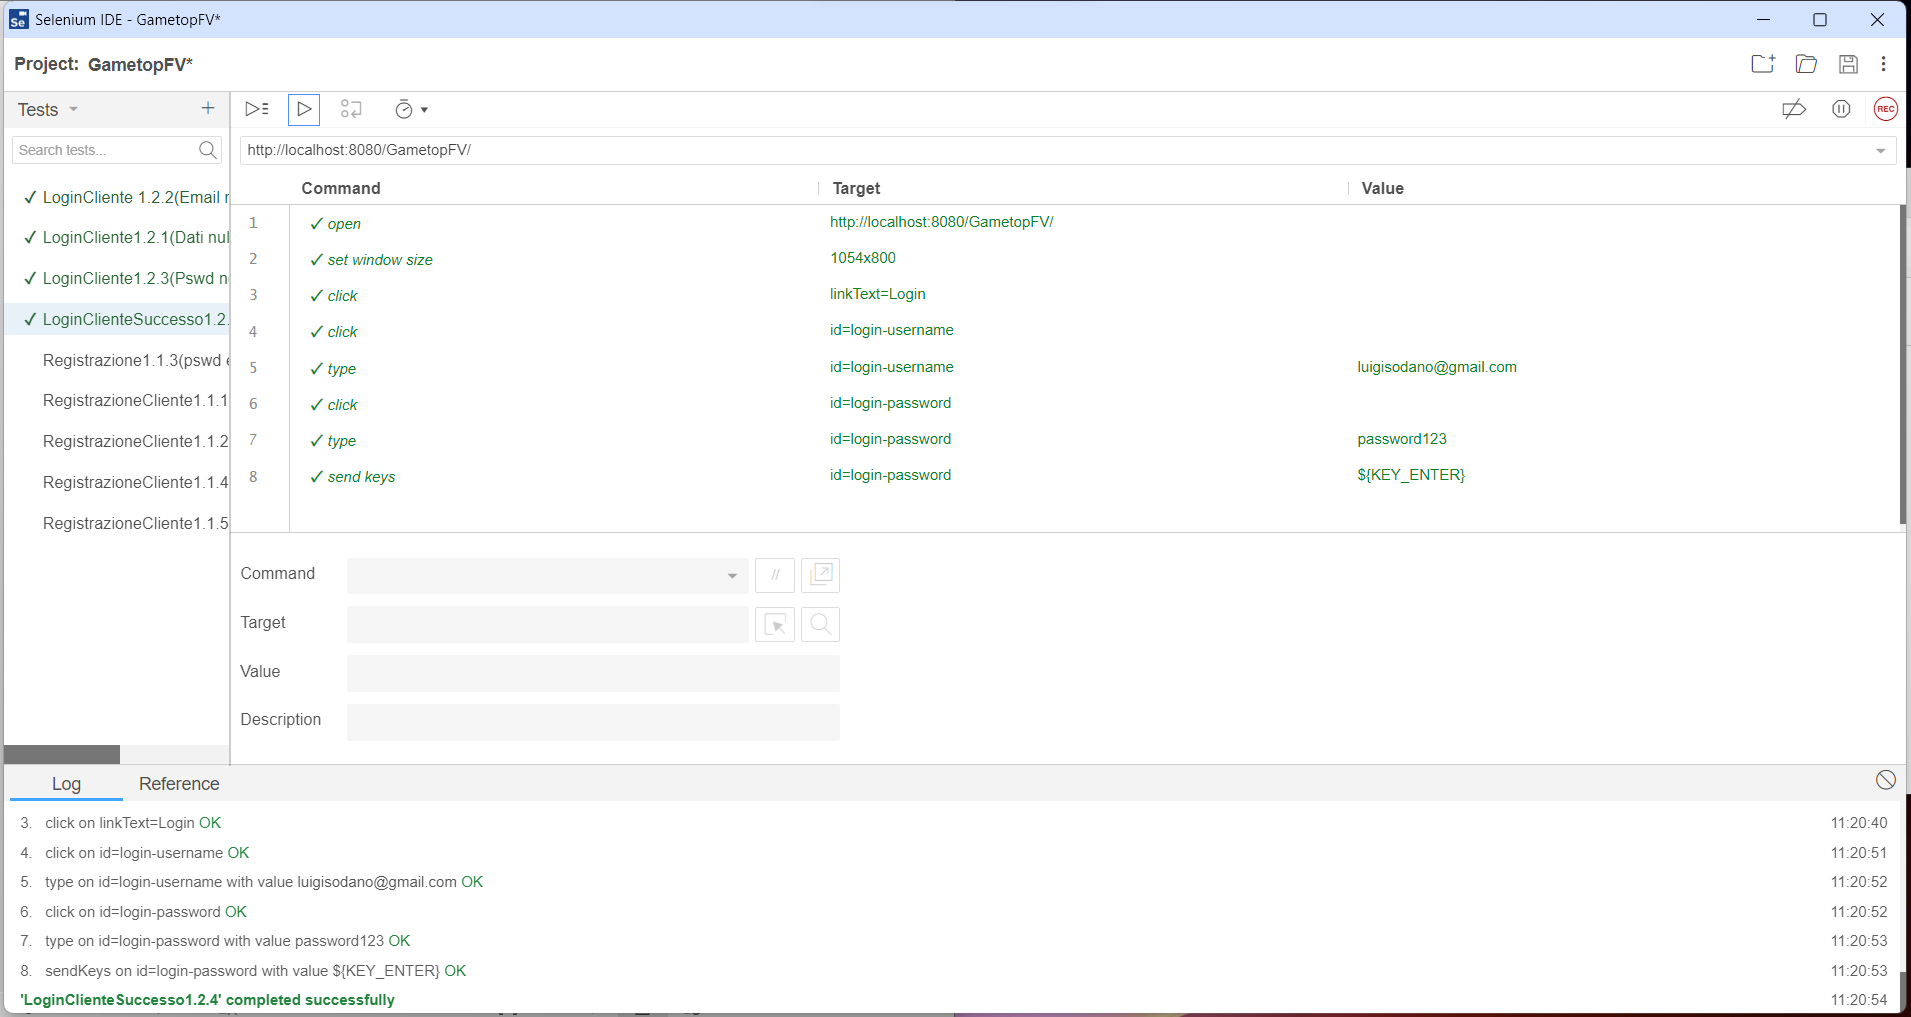 Selenium IDE - GametopFV*
Project: GametopFV*
Tests
Search tests...
http://localhost:8080/GametopFV/
Command Target Value
LoginCliente 1.2.2(Email
LoginCliente1.2.1(Dati nul
LoginCliente1.2.3(Pswd n
LoginClienteSuccesso1.2.
Registrazione1.1.3(pswd
RegistrazioneCliente1.1.1
RegistrazioneCliente1.1.2
RegistrazioneCliente1.1.4
RegistrazioneCliente1.1.5
1 open http://localhost:8080/GametopFV/
2 set window size 1054x800
3 click linkText=Login
4 click id=login-username
5 type id=login-username luigisodano@gmail.com
6 click id=login-password
7 type id=login-password password123
8 send keys id=login-password ${KEY_ENTER}
REC
Command //
Target
Value
Description
Log Reference
3. click on linkText=Login OK 11:20:40
4. click on id=login-username OK 11:20:51
5. type on id=login-username with value luigisodano@gmail.com OK 11:20:52
6. click on id=login-password OK 11:20:52
7. type on id=login-password with value password123 OK 11:20:53
8. sendKeys on id=login-password with value ${KEY_ENTER} OK 11:20:53
'LoginClienteSuccesso1.2.4' completed successfully 11:20:54